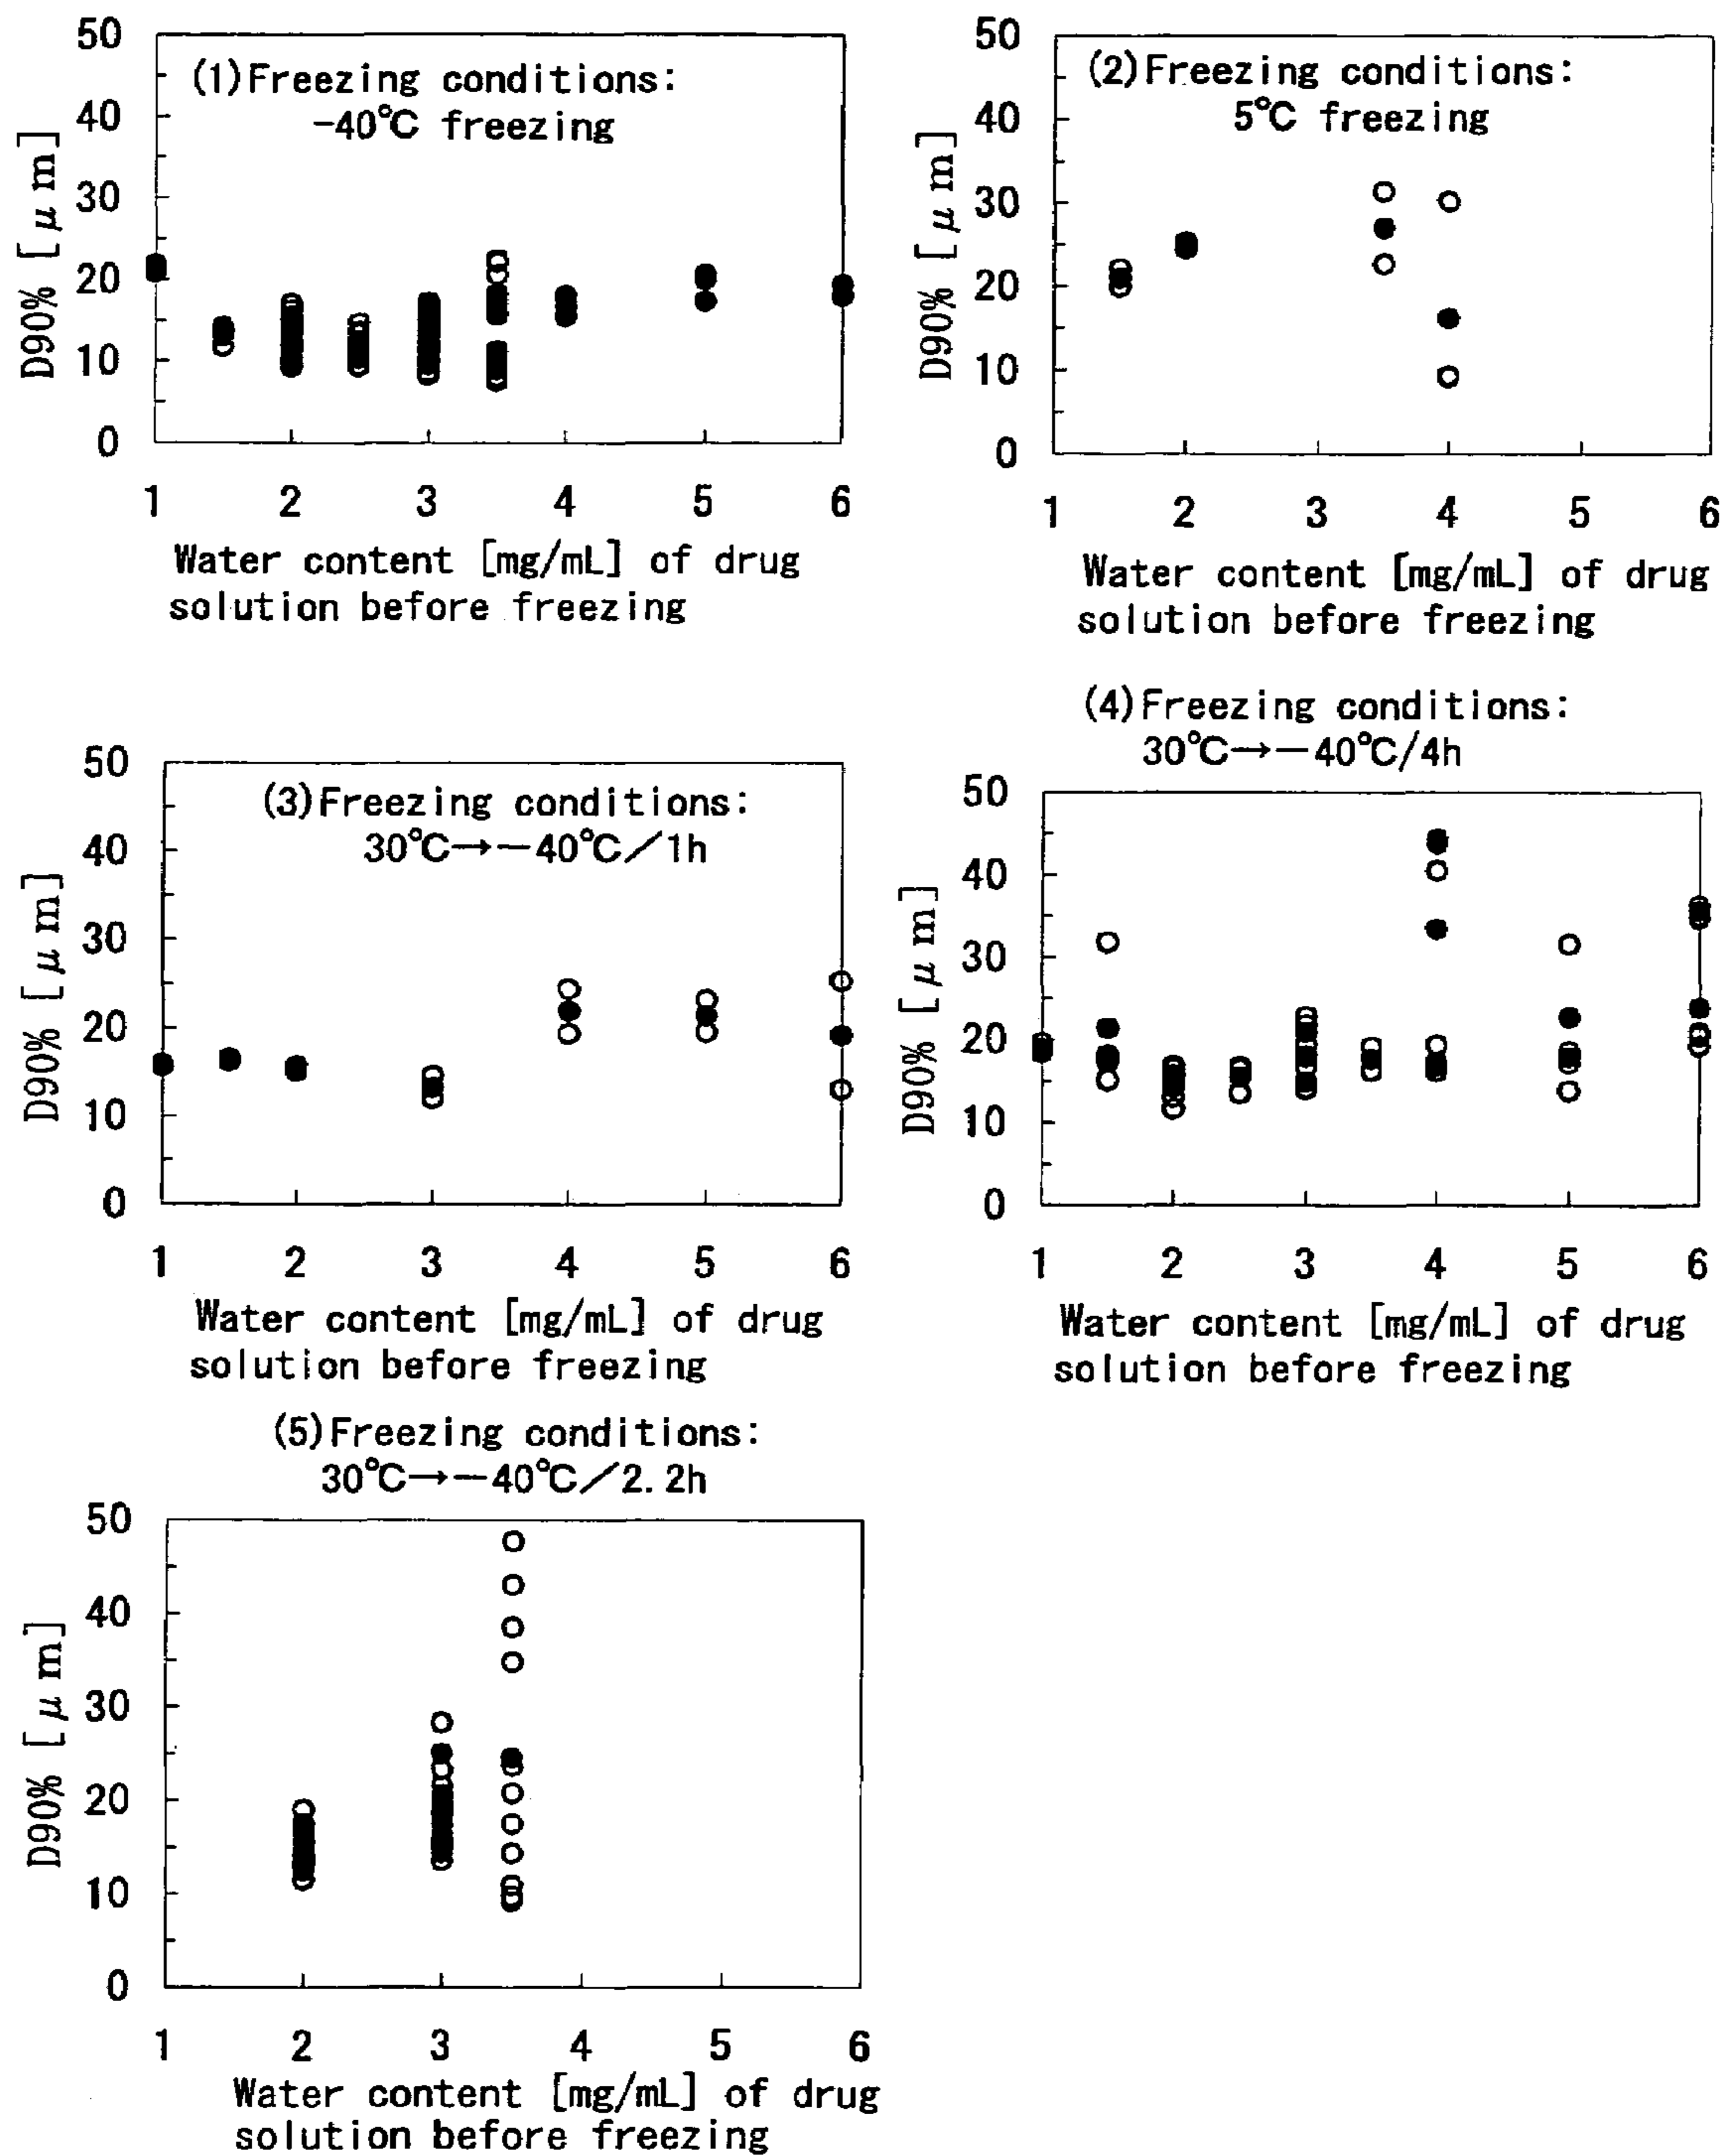 (1)Freezing conditions:
-40℃ freezing
D90% [μm]
50
40
30
20
10
0
1 2 3 4 5 6
Water content [mg/mL] of drug
solution before freezing
(2)Freezing conditions:
5℃ freezing
D90% [μm]
50
40
30
20
10
0
1 2 3 4 5 6
Water content [mg/mL] of drug
solution before freezing
(3)Freezing conditions:
30℃→−40℃/1h
D90% [μm]
50
40
30
20
10
0
1 2 3 4 5 6
Water content [mg/mL] of drug
solution before freezing
(4)Freezing conditions:
30℃→−40℃/4h
D90% [μm]
50
40
30
20
10
0
1 2 3 4 5 6
Water content [mg/mL] of drug
solution before freezing
(5)Freezing conditions:
30℃→−40℃/2.2h
D90% [μm]
50
40
30
20
10
0
1 2 3 4 5 6
Water content [mg/mL] of drug
solution before freezing